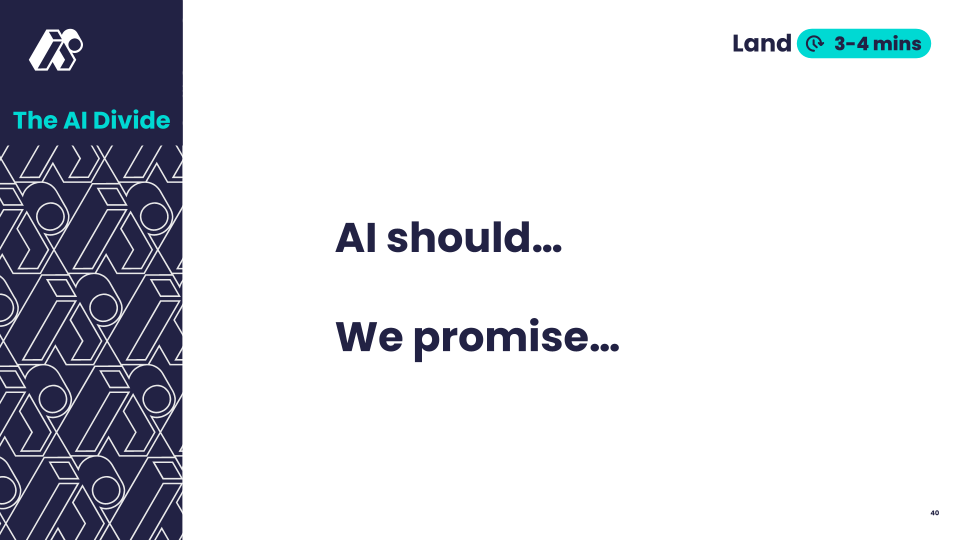 The AI Divide
Land 3-4 mins
AI should...
We promise...
40